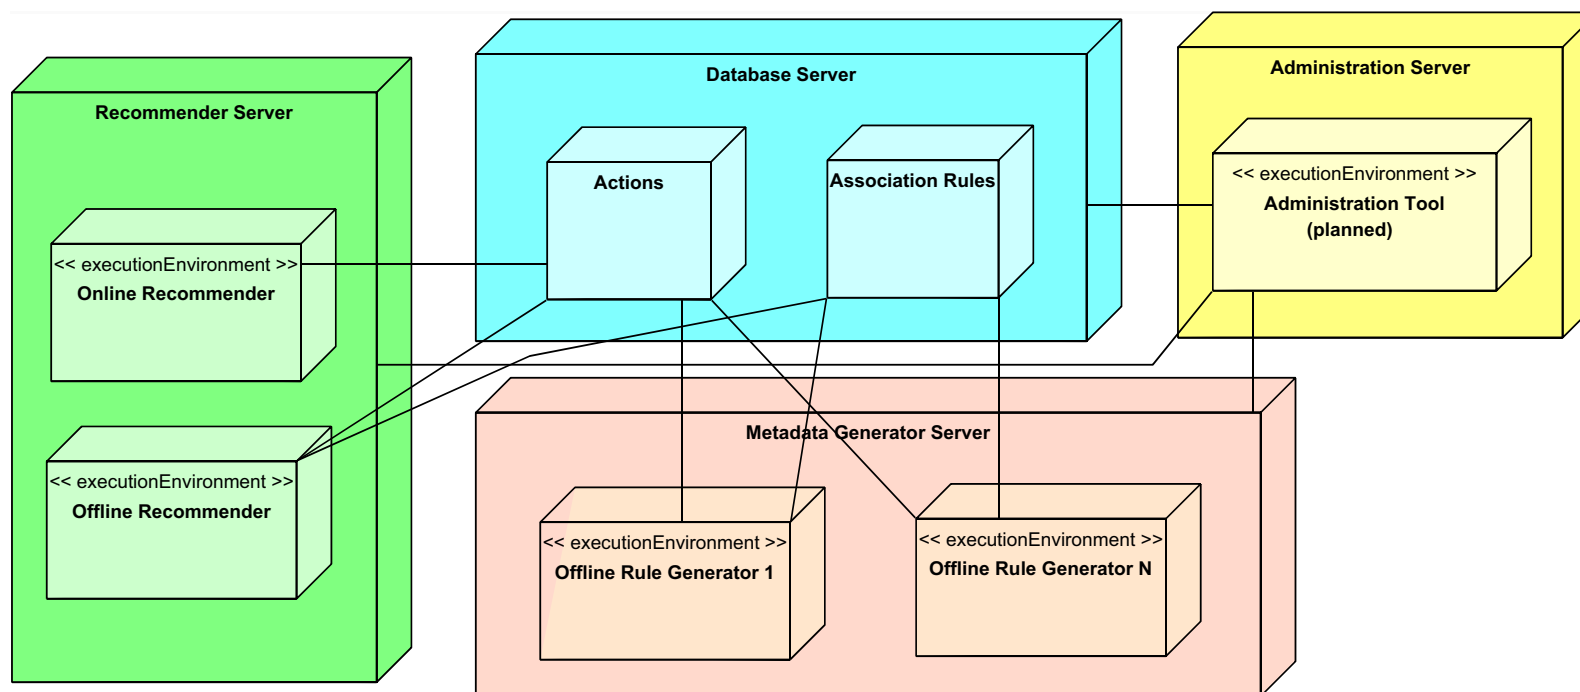 Recommender Server
<< executionEnvironment >>
Online Recommender
<< executionEnvironment >>
Offline Recommender
Database Server
Actions
Association Rules
Administration Server
<< executionEnvironment >>
Administration Tool
(planned)
Metadata Generator Server
<< executionEnvironment >>
Offline Rule Generator 1
<< executionEnvironment >>
Offline Rule Generator N